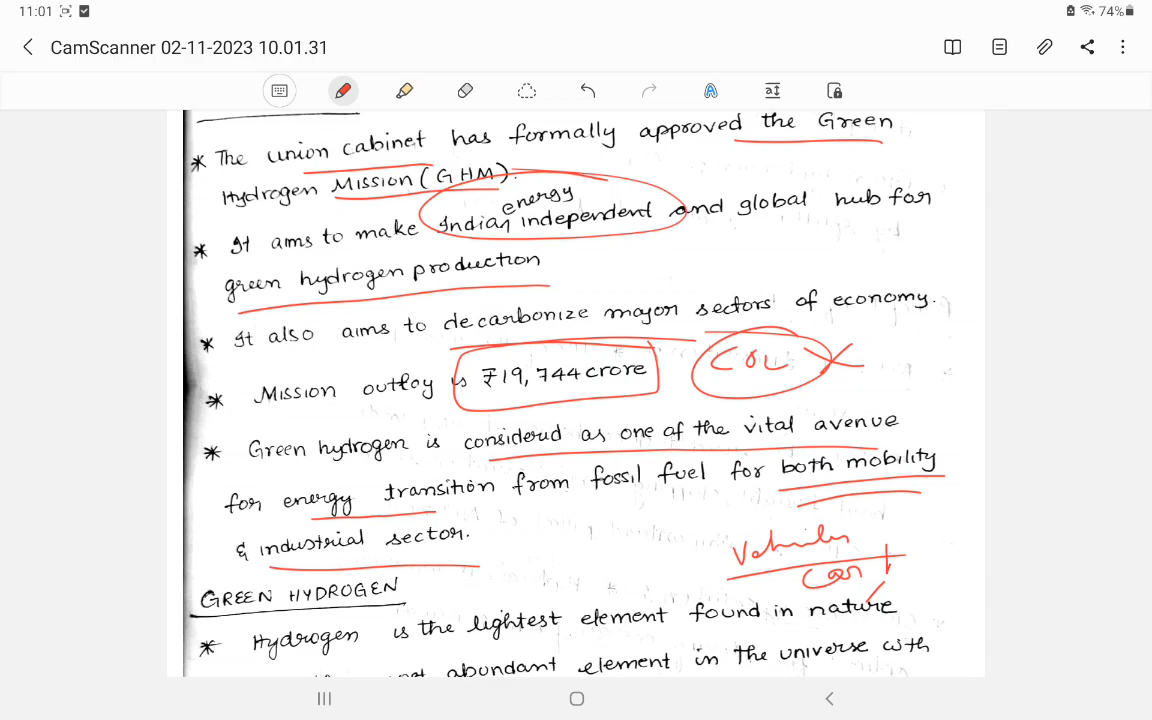 11:01
74%
CamScanner 02-11-2023 10.01.31
* The union cabinet has formally approved the Green
Hydrogen Mission (GHM).
energy
* It aims to make Indian independent and global hub for
green hydrogen production
* It also aims to decarbonize major sectors of economy.
* Mission outlay is ₹19,744 crore
* Green hydrogen is considered as one of the vital avenue
for energy transition from fossil fuel for both mobility
& industrial sector.
Vehicles
GREEN HYDROGEN
* Hydrogen is the lightest element found in nature
abundant element in the universe with